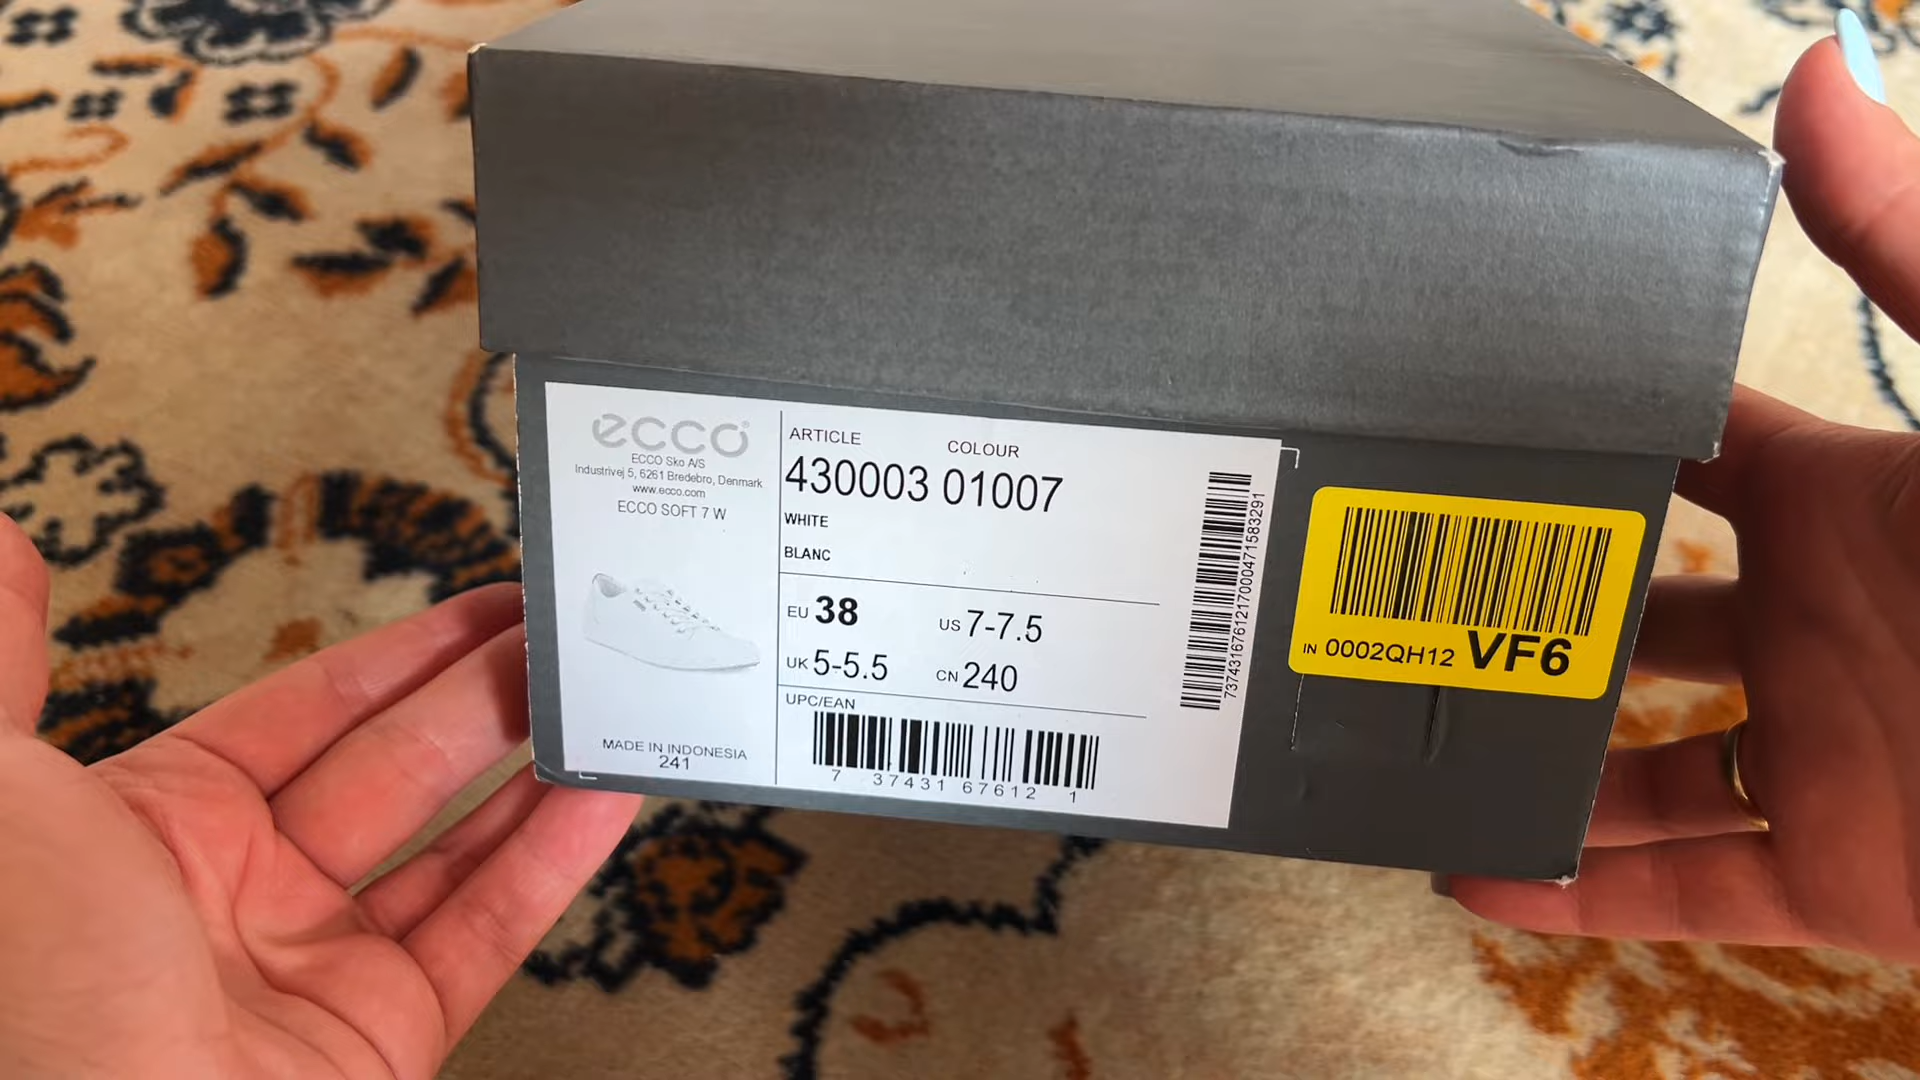 ecco®
ECCO Sko A/S
Industrivej 5, 6261 Bredebro, Denmark
www.ecco.com
ECCO SOFT 7 W
MADE IN INDONESIA
241
ARTICLE COLOUR
430003 01007
WHITE
BLANC
EU 38 US 7-7.5
UK 5-5.5 CN 240
UPC/EAN
7 37431 67612 1
737431676121700047158329​1
IN 0002QH12 VF6